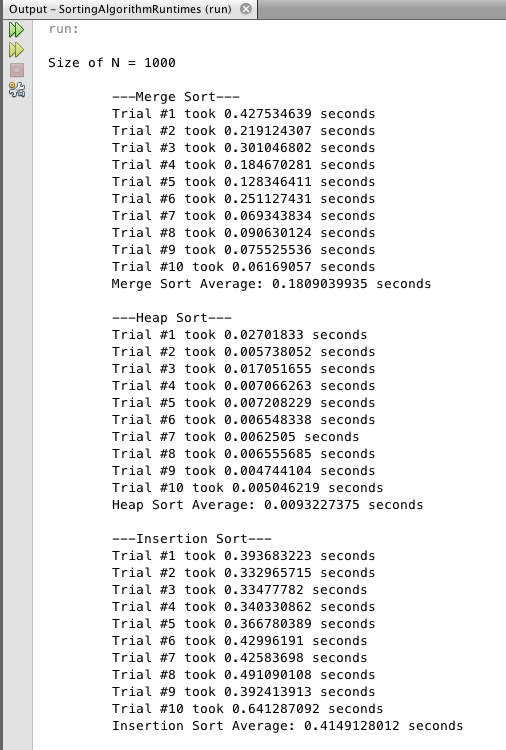 Output – SortingAlgorithmRuntimes (run)
run:
Size of N = 1000
---Merge Sort---
Trial #1 took 0.427534639 seconds
Trial #2 took 0.219124307 seconds
Trial #3 took 0.301046802 seconds
Trial #4 took 0.184670281 seconds
Trial #5 took 0.128346411 seconds
Trial #6 took 0.251127431 seconds
Trial #7 took 0.069343834 seconds
Trial #8 took 0.090630124 seconds
Trial #9 took 0.075525536 seconds
Trial #10 took 0.06169057 seconds
Merge Sort Average: 0.1809039935 seconds
---Heap Sort---
Trial #1 took 0.02701833 seconds
Trial #2 took 0.005738052 seconds
Trial #3 took 0.017051655 seconds
Trial #4 took 0.007066263 seconds
Trial #5 took 0.007208229 seconds
Trial #6 took 0.006548338 seconds
Trial #7 took 0.0062505 seconds
Trial #8 took 0.006555685 seconds
Trial #9 took 0.004744104 seconds
Trial #10 took 0.005046219 seconds
Heap Sort Average: 0.0093227375 seconds
---Insertion Sort---
Trial #1 took 0.393683223 seconds
Trial #2 took 0.332965715 seconds
Trial #3 took 0.33477782 seconds
Trial #4 took 0.340330862 seconds
Trial #5 took 0.366780389 seconds
Trial #6 took 0.42996191 seconds
Trial #7 took 0.42583698 seconds
Trial #8 took 0.491090108 seconds
Trial #9 took 0.392413913 seconds
Trial #10 took 0.641287092 seconds
Insertion Sort Average: 0.4149128012 seconds